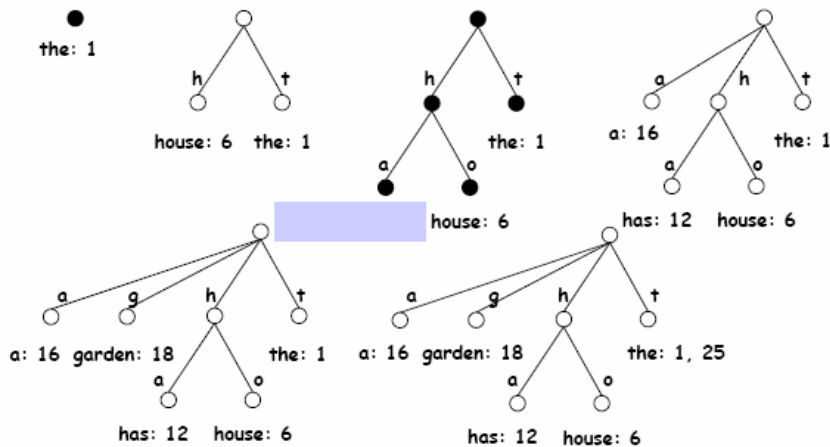 the: 1
h t
house: 6 the: 1
h t
the: 1
a o
house: 6
a h t
a: 16
the: 1
a o
has: 12 house: 6
a g h t
a: 16 garden: 18 the: 1
a o
has: 12 house: 6
a g h t
a: 16 garden: 18 the: 1, 25
a o
has: 12 house: 6